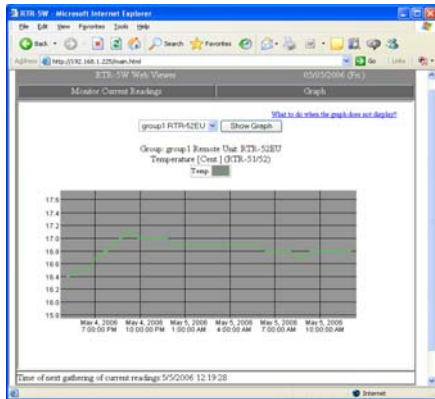 RTR-5W - Microsoft Internet Explorer
File Edit View Favorites Tools Help
Back Search Favorites
Address http://192.168.1.225/main.html Go Links
RTR-5W Web Viewer 05/05/2006 (Fri.)
Monitor Current Readings Graph
What to do when the graph does not display?
group1 RTR-52EU Show Graph
Group: group1 Remote Unit: RTR-52EU
Temperature [Cent.] (RTR-51/52)
Temp
17.6
17.4
17.2
17.0
16.8
16.6
16.4
16.2
16.0
15.8
May 4, 2006 May 4, 2006 May 5, 2006 May 5, 2006 May 5, 2006 May 5, 2006
7:00:00 PM 10:00:00 PM 1:00:00 AM 4:00:00 AM 7:00:00 AM 10:00:00 AM
Time of next gathering of current readings:5/5/2006 12:19:28
Internet